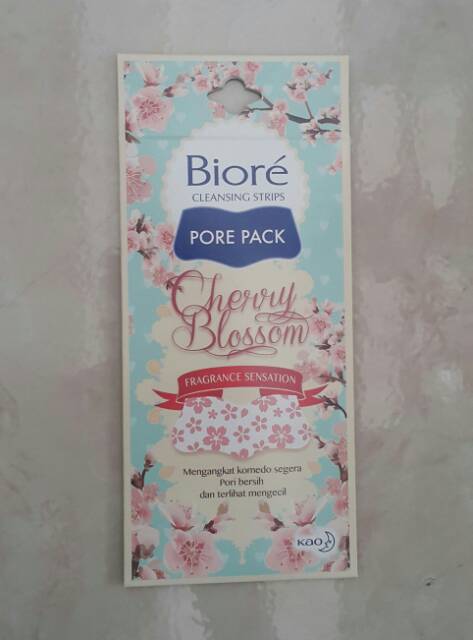 Bioré
CLEANSING STRIPS
PORE PACK
Cherry
Blossom
FRAGRANCE SENSATION
Mengangkat komedo segera
Pori bersih
dan terlihat mengecil
Kao